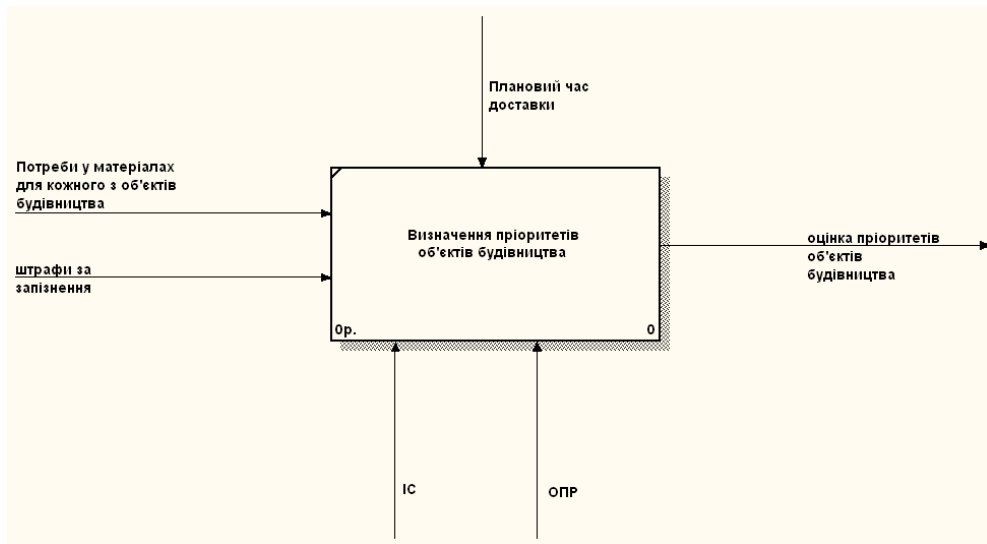 Плановий час
доставки
Потреби у матеріалах
для кожного з об'єктів
будівництва
Визначення пріоритетів
об'єктів будівництва
оцінка пріоритетів
об'єктів
будівництва
штрафи за
запізнення
0р.
0
ІС
ОПР